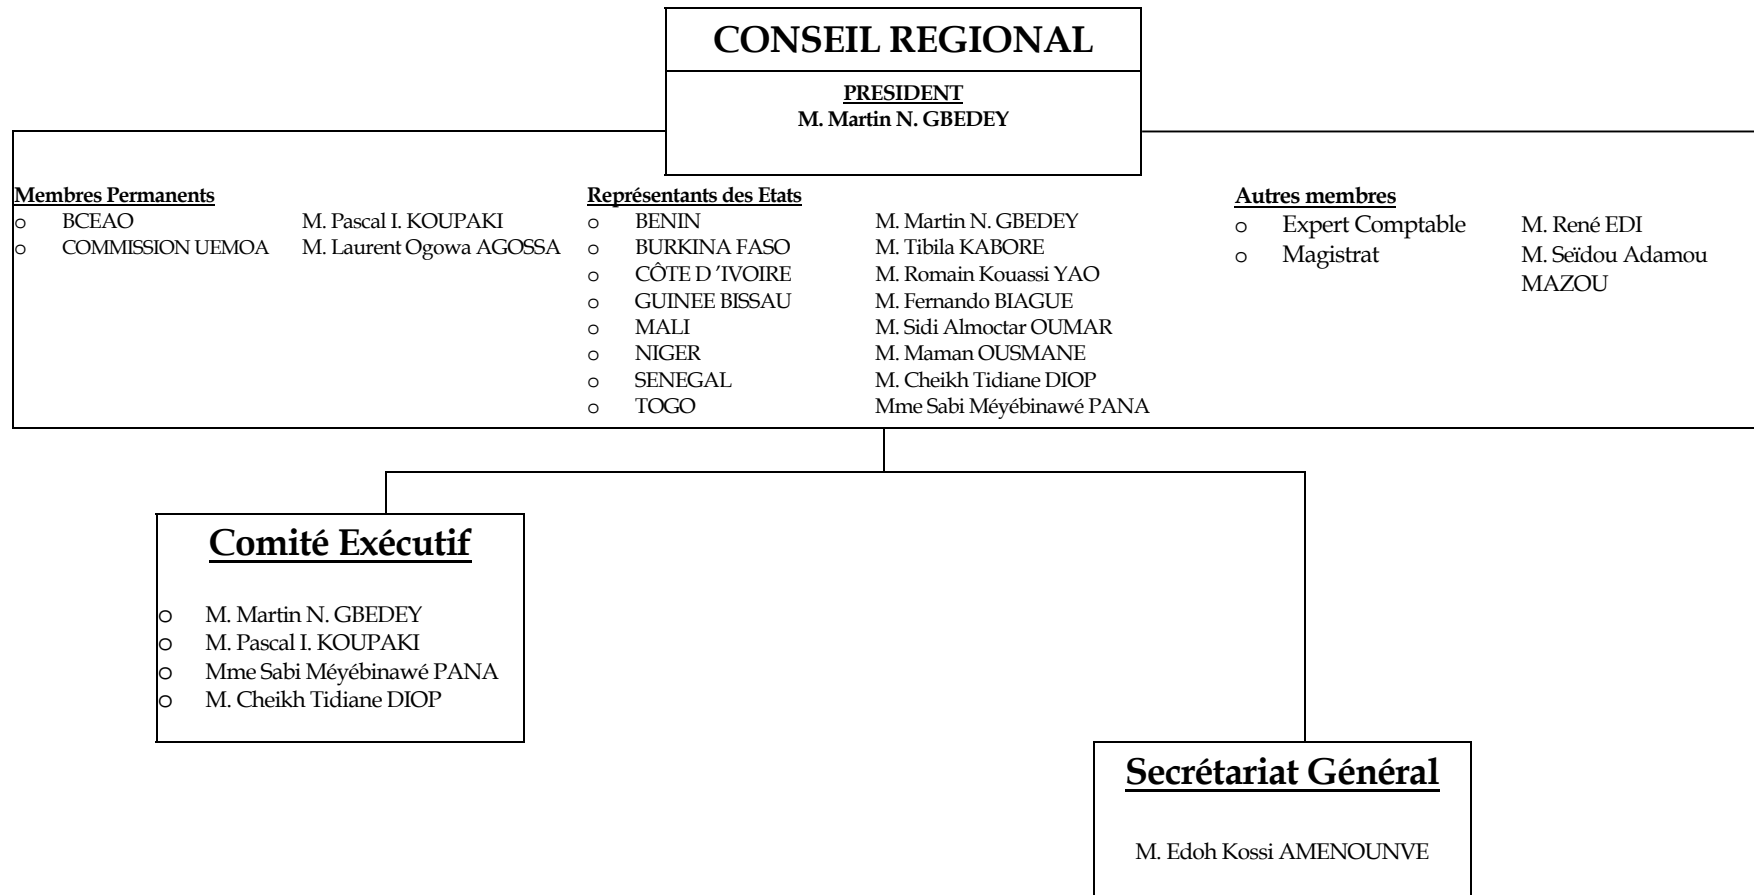 CONSEIL REGIONAL
PRESIDENT
M. Martin N. GBEDEY
Membres Permanents
o BCEAO M. Pascal I. KOUPAKI
o COMMISSION UEMOA M. Laurent Ogowa AGOSSA
Représentants des Etats
o BENIN M. Martin N. GBEDEY
o BURKINA FASO M. Tibila KABORE
o CÔTE D ’IVOIRE M. Romain Kouassi YAO
o GUINEE BISSAU M. Fernando BIAGUE
o MALI M. Sidi Almoctar OUMAR
o NIGER M. Maman OUSMANE
o SENEGAL M. Cheikh Tidiane DIOP
o TOGO Mme Sabi Méyébinawé PANA
Autres membres
o Expert Comptable M. René EDI
o Magistrat M. Seïdou Adamou
MAZOU
Comité Exécutif
o M. Martin N. GBEDEY
o M. Pascal I. KOUPAKI
o Mme Sabi Méyébinawé PANA
o M. Cheikh Tidiane DIOP
Secrétariat Général
M. Edoh Kossi AMENOUNVE